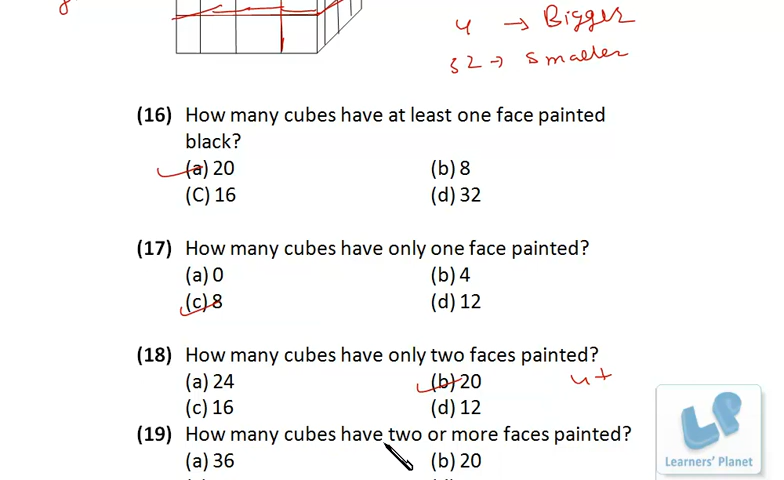 4 → Bigger
32 → smaller
(16) How many cubes have at least one face painted
black?
(a) 20 (b) 8
(C) 16 (d) 32
(17) How many cubes have only one face painted?
(a) 0 (b) 4
(c) 8 (d) 12
(18) How many cubes have only two faces painted?
(a) 24 (b) 20 4+
(c) 16 (d) 12
(19) How many cubes have two or more faces painted?
(a) 36 (b) 20
LP
Learners' Planet